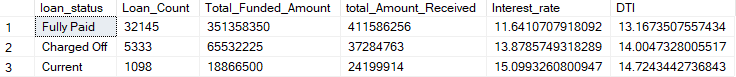 loan_status Loan_Count Total_Funded_Amount total_Amount_Received Interest_rate DTI
1 Fully Paid 32145 351358350 411586256 11.6410707918092 13.1673507557434
2 Charged Off 5333 65532225 37284763 13.8785749318289 14.0047328005517
3 Current 1098 18866500 24199914 15.0993260800947 14.7243442736843